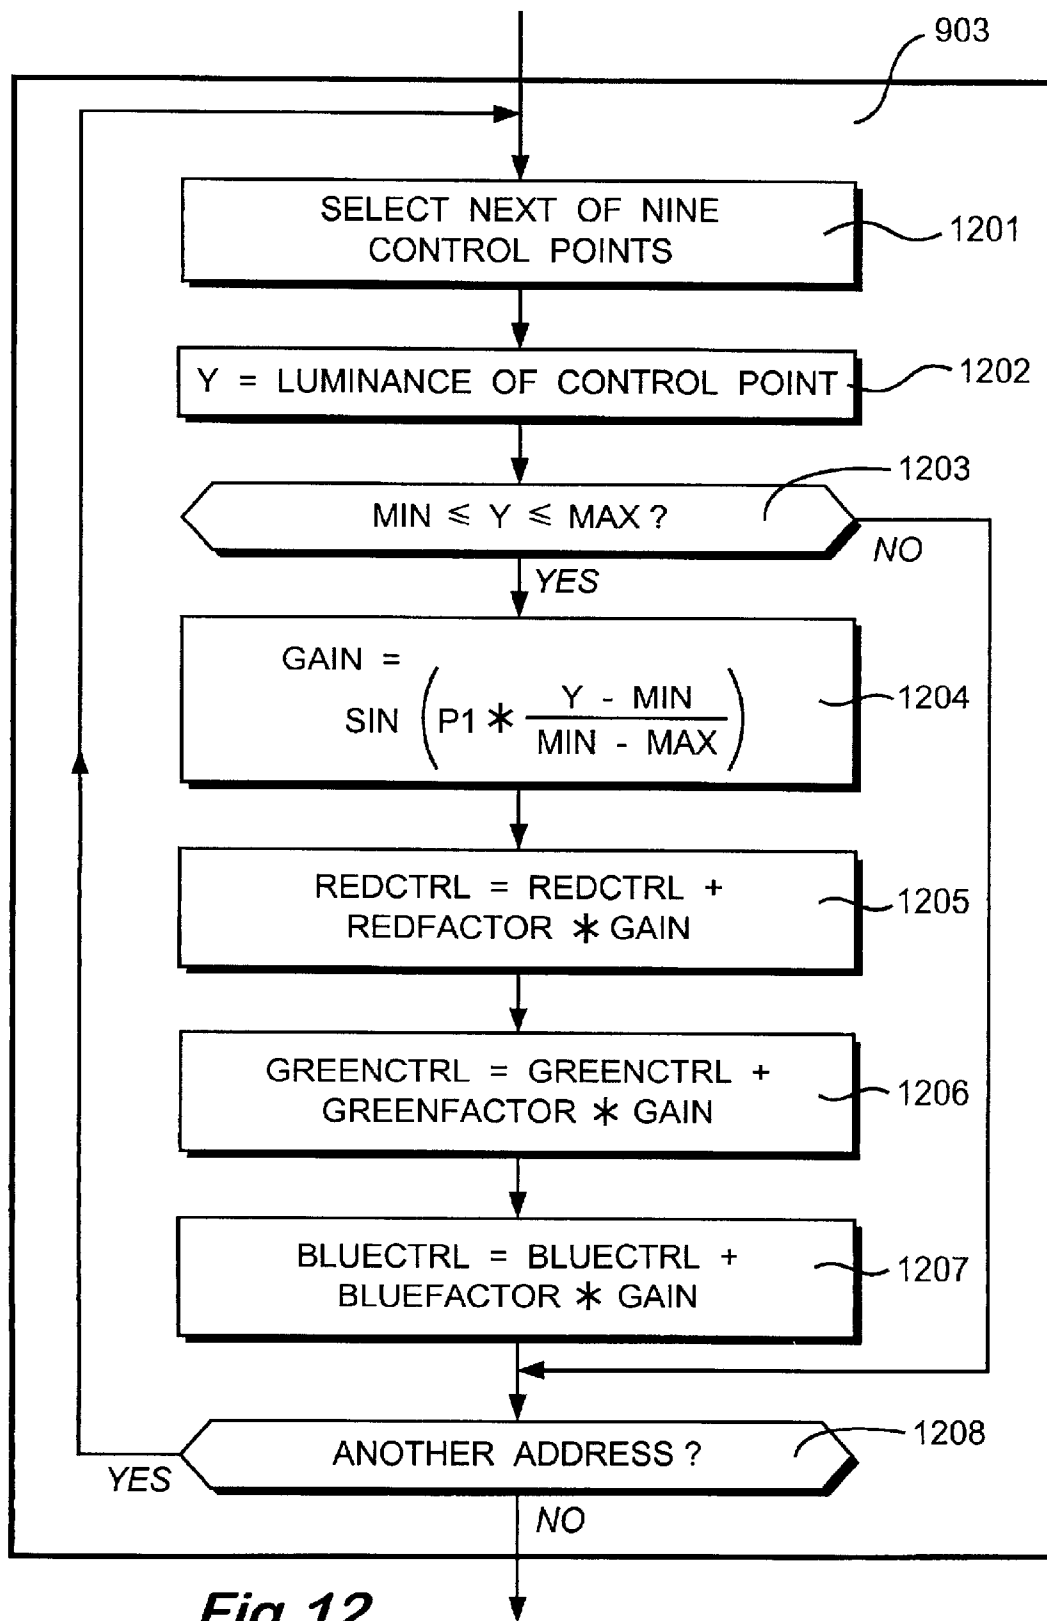 903
SELECT NEXT OF NINE
CONTROL POINTS
1201
Y = LUMINANCE OF CONTROL POINT
1202
1203
MIN ≤ Y ≤ MAX ?
NO
YES
GAIN =
SIN ( P1 * Y - MIN
MIN - MAX )
1204
REDCTRL = REDCTRL +
REDFACTOR * GAIN
1205
GREENCTRL = GREENCTRL +
GREENFACTOR * GAIN
1206
BLUECTRL = BLUECTRL +
BLUEFACTOR * GAIN
1207
ANOTHER ADDRESS ?
1208
YES
NO
Fig 12